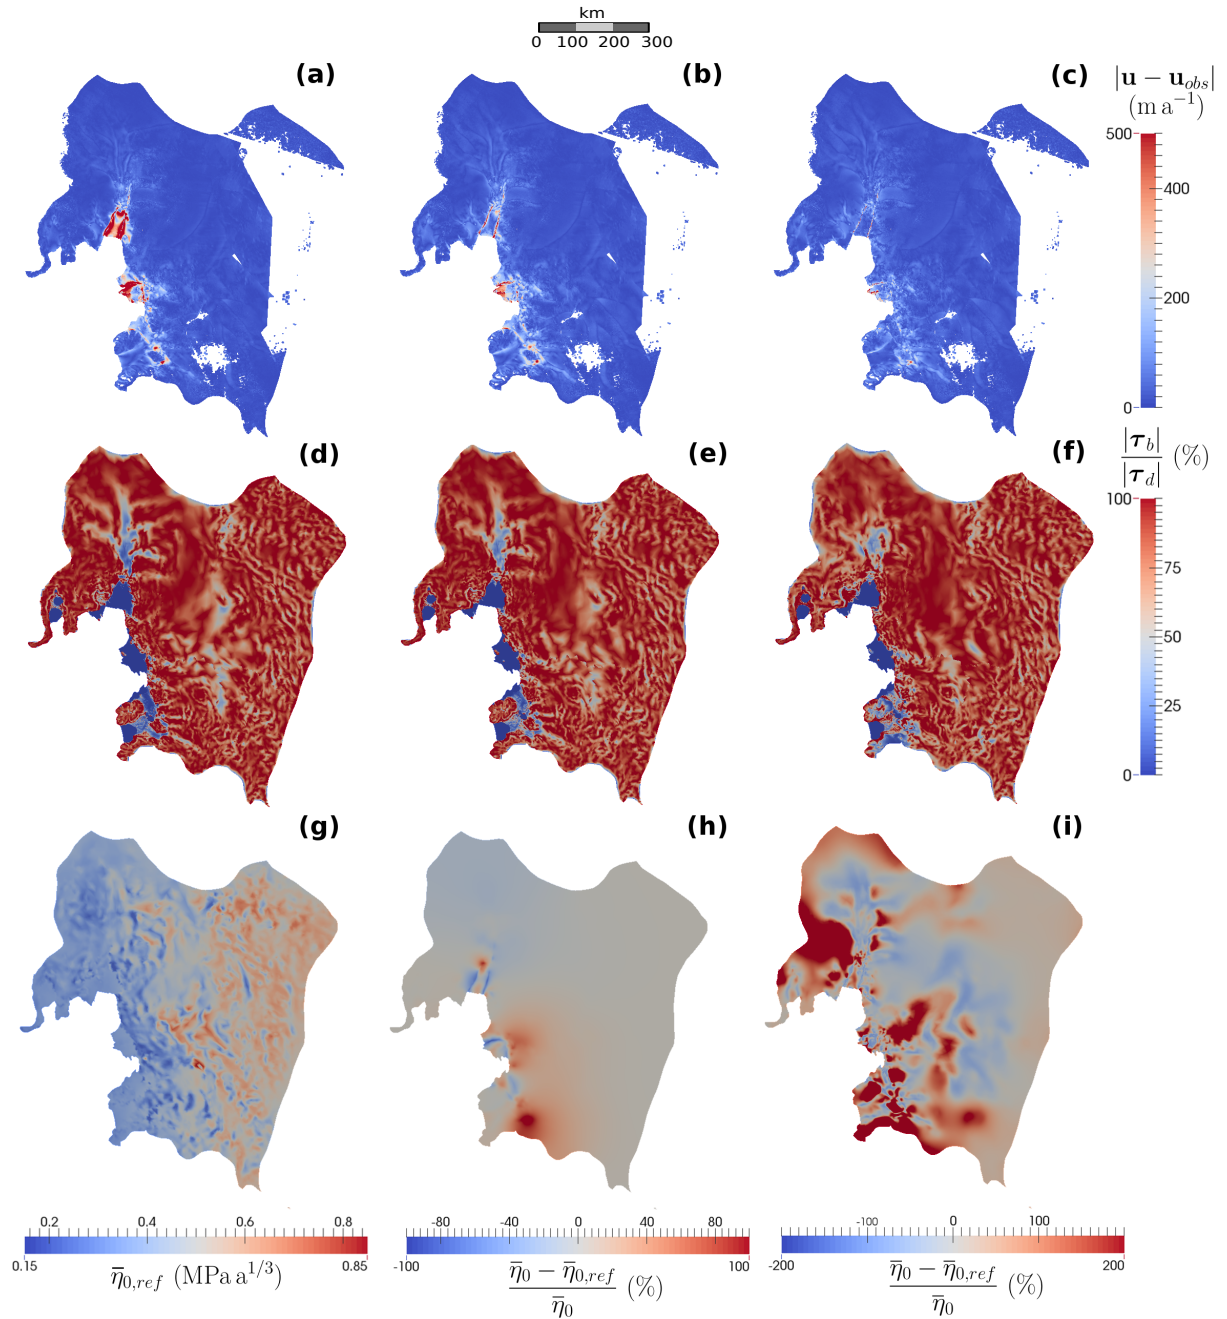 km
0 100 200 300
(a)
(b)
(c)
|u − u_obs|
(m a⁻¹)
500
400
200
0
(d)
(e)
(f)
|τ_b|
|τ_d|
(%)
100
75
50
25
0
(g)
(h)
(i)
0.2 0.4 0.6 0.8
0.15 0.85
η̅_0,ref (MPa a^1/3)
-80 -40 0 40 80
-100 100
η̅_0 − η̅_0,ref
η̅_0
(%)
-100 0 100
-200 200
η̅_0 − η̅_0,ref
η̅_0
(%)